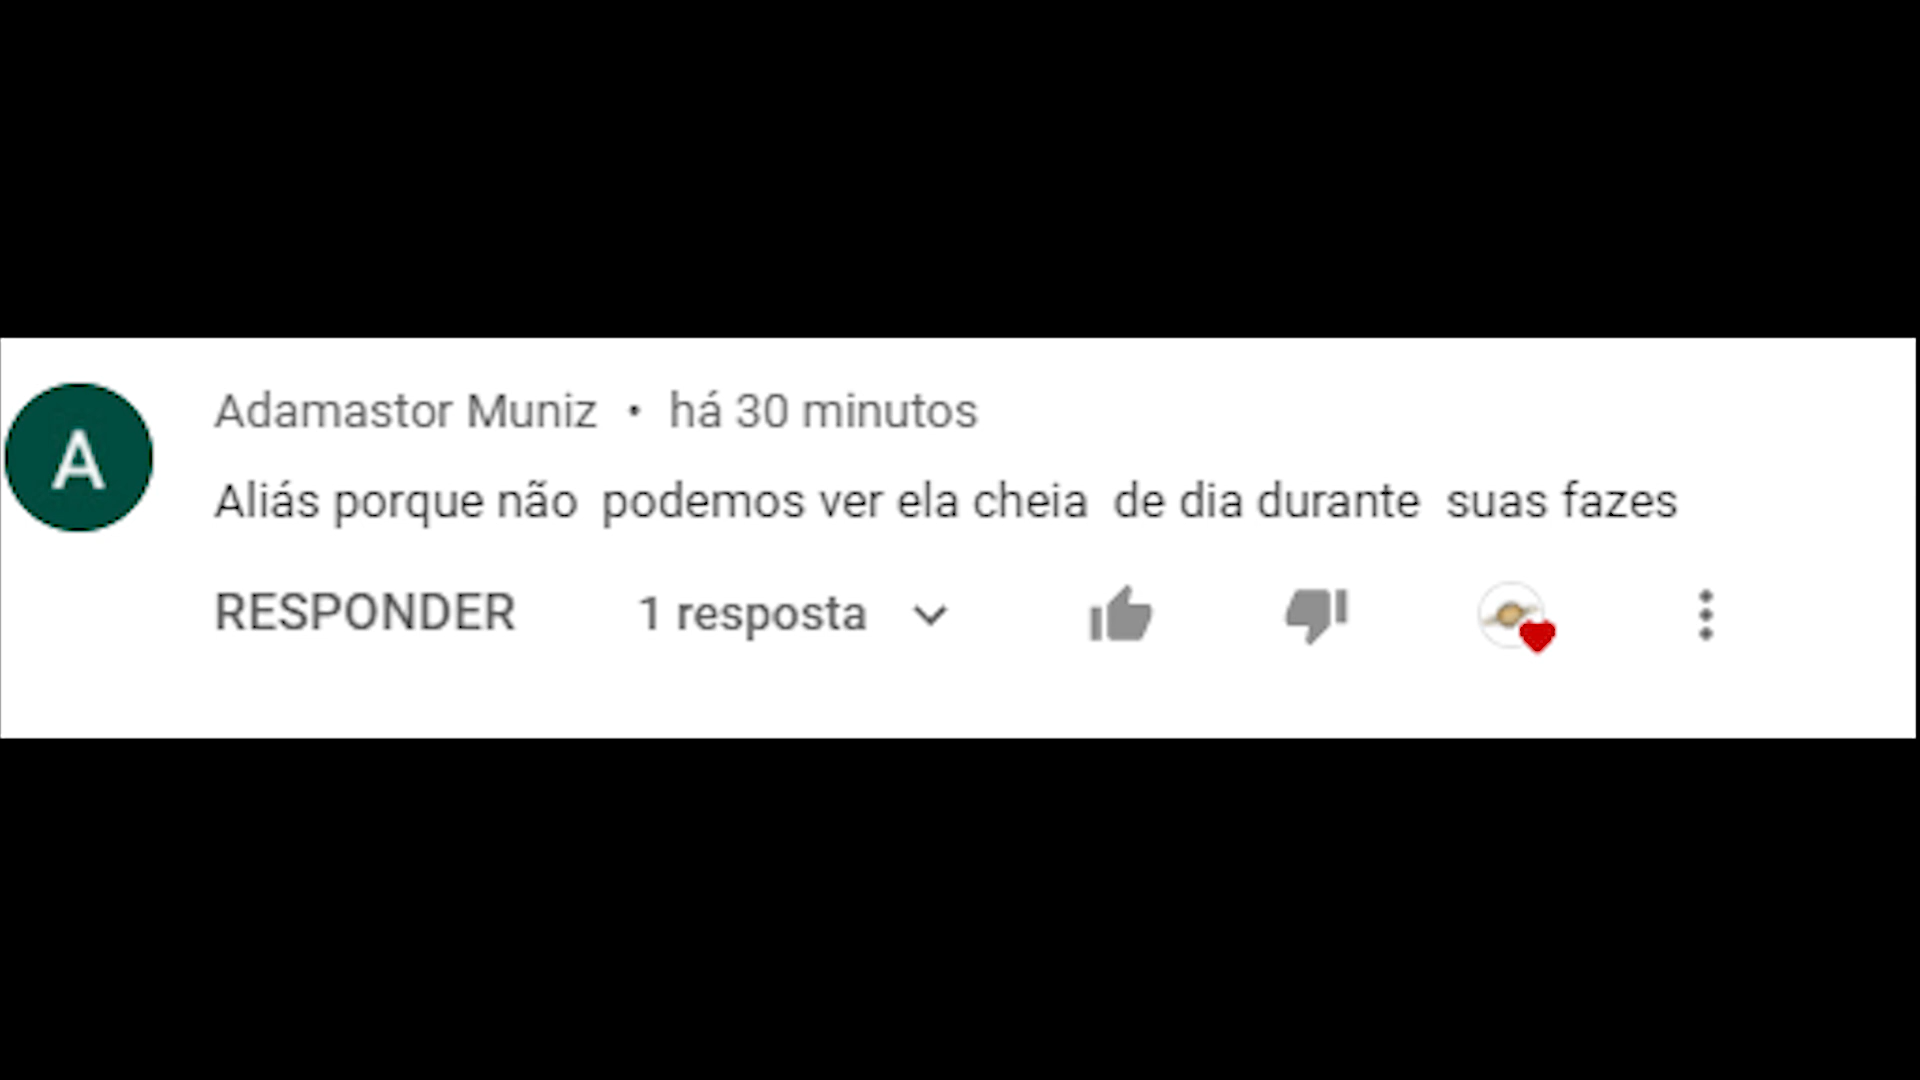 A
Adamastor Muniz • há 30 minutos
Aliás porque não podemos ver ela cheia de dia durante suas fazes
RESPONDER 1 resposta